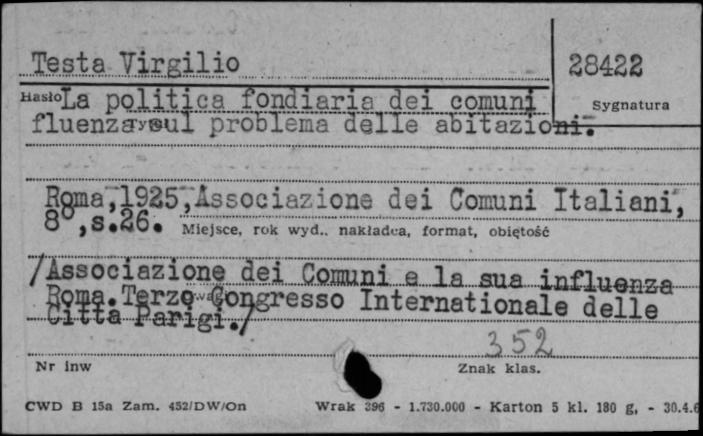 Testa Virgilio
28422
Hasło La politica fondiaria dei comuni
Sygnatura
fluenza sul problema delle abitazioni.
Roma, 1925, Associazione dei Comuni Italiani,
8°, s.26. Miejsce, rok wyd., nakładca, format, objętość
/Associazione dei Comuni e la sua influenza
Roma. Terzo Congresso Internationale delle
Citta Parigi./
352
Nr inw
Znak klas.
CWD B 15a Zam. 452/DW/On Wrak 396 - 1.730.000 - Karton 5 kl. 180 g, - 30.4.6